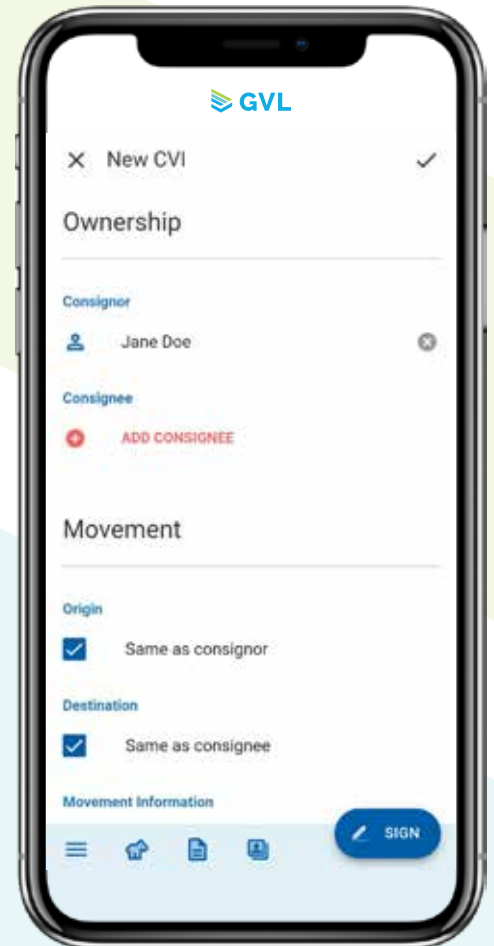 GVL
New CVI
Ownership
Consignor
Jane Doe
Consignee
ADD CONSIGNEE
Movement
Origin
Same as consignor
Destination
Same as consignee
Movement Information
SIGN